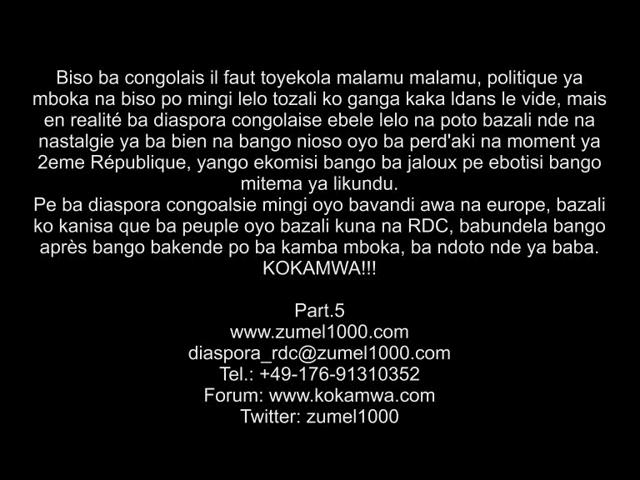 Biso ba congolais il faut toyekola malamu malamu, politique ya
mboka na biso po mingi lelo tozali ko ganga kaka ldans le vide, mais
en realité ba diaspora congolaise ebele lelo na poto bazali nde na
nastalgie ya ba bien na bango nioso oyo ba perd'aki na moment ya
2eme République, yango ekomisi bango ba jaloux pe ebotisi bango
mitema ya likundu.
Pe ba diaspora congoalsie mingi oyo bavandi awa na europe, bazali
ko kanisa que ba peuple oyo bazali kuna na RDC, babundela bango
après bango bakende po ba kamba mboka, ba ndoto nde ya baba.
KOKAMWA!!!
Part.5
www.zumel1000.com
diaspora_rdc@zumel1000.com
Tel.: +49-176-91310352
Forum: www.kokamwa.com
Twitter: zumel1000